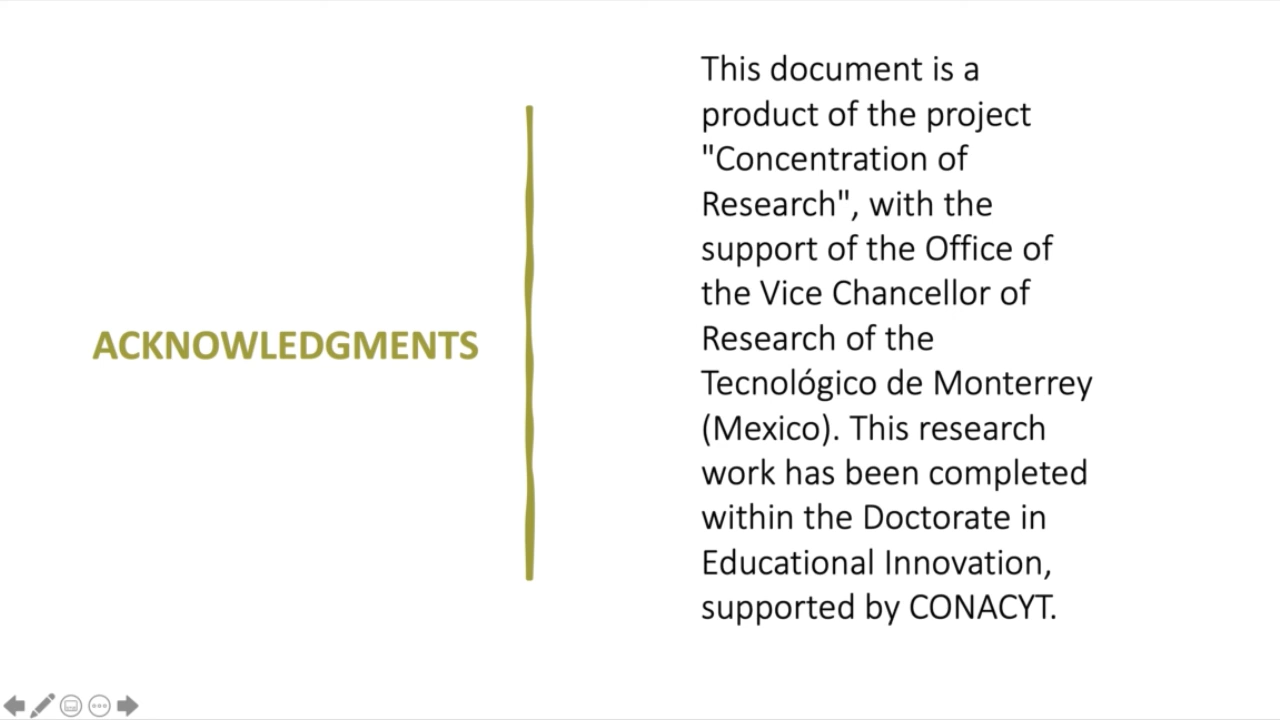 ACKNOWLEDGMENTS
This document is a
product of the project
"Concentration of
Research", with the
support of the Office of
the Vice Chancellor of
Research of the
Tecnológico de Monterrey
(Mexico). This research
work has been completed
within the Doctorate in
Educational Innovation,
supported by CONACYT.